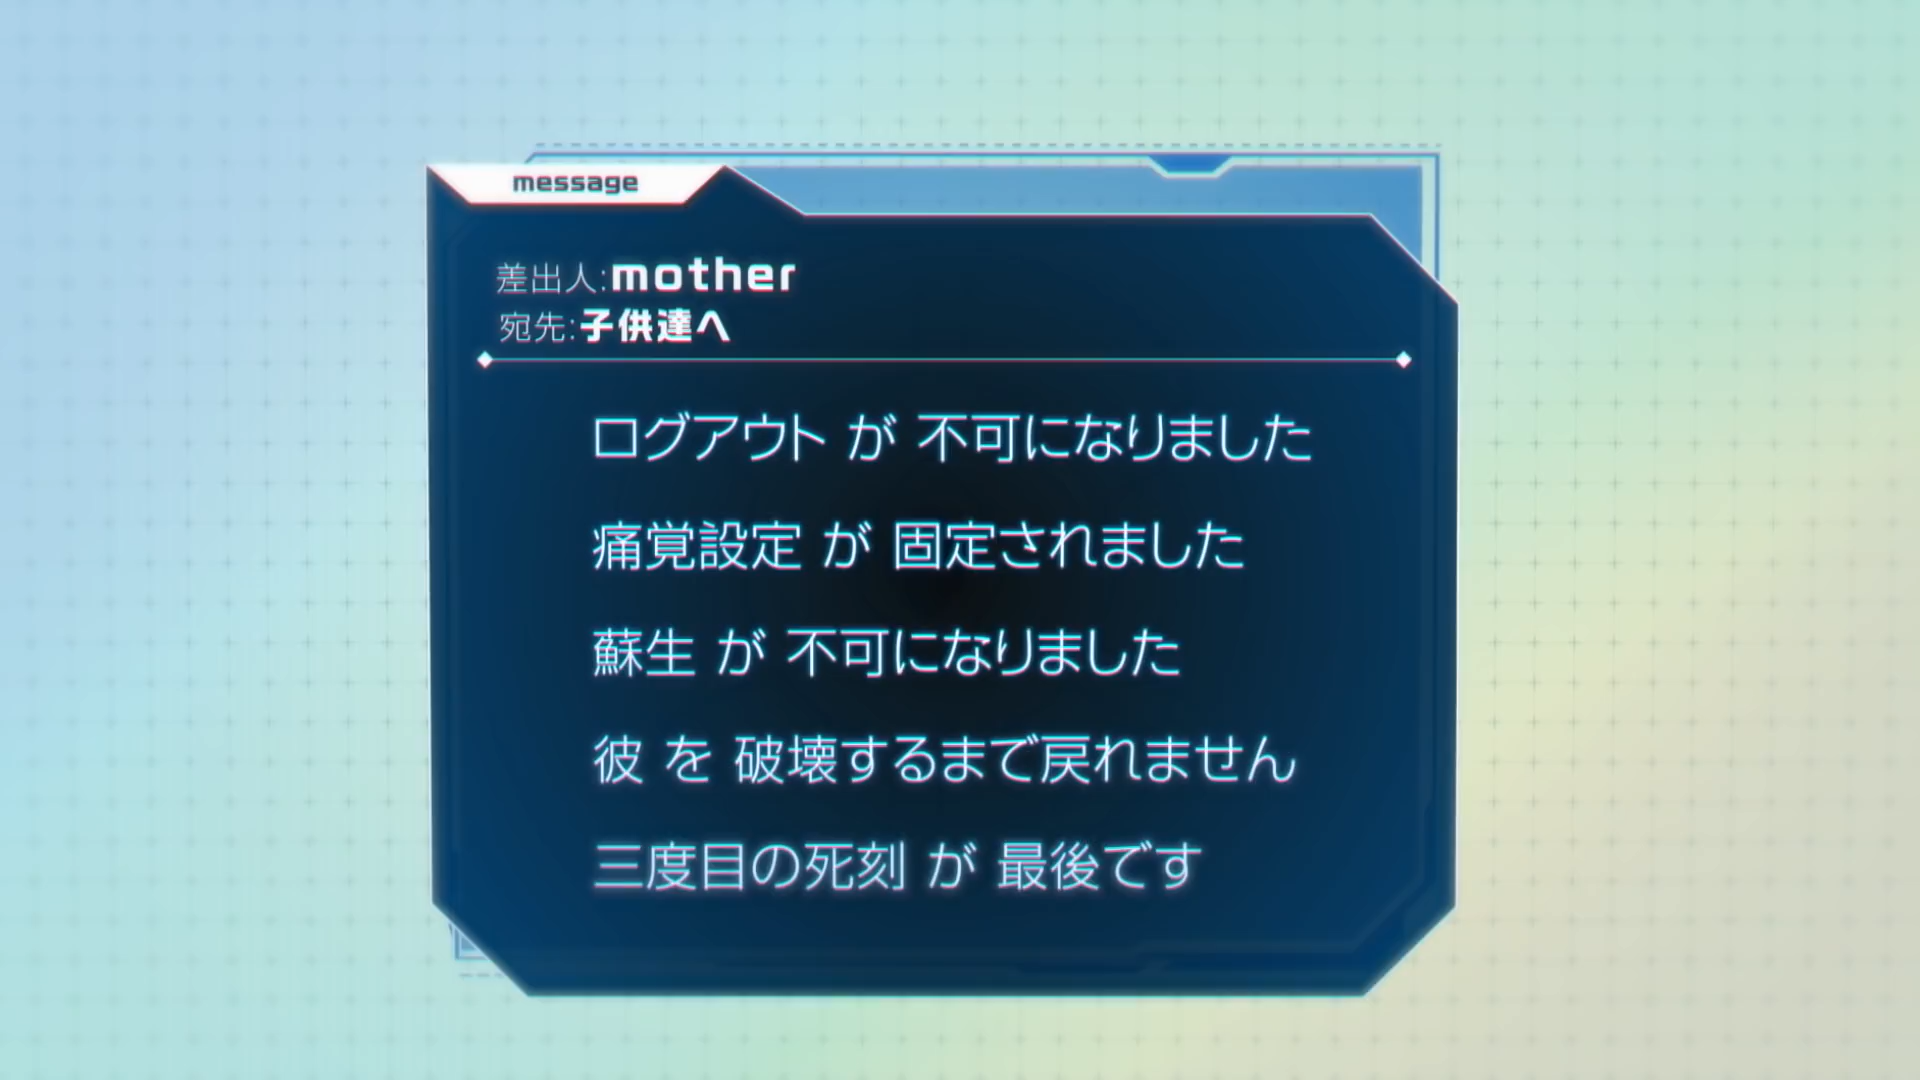 message
差出人:mother
宛先:子供達へ
ログアウト が 不可になりました
痛覚設定 が 固定されました
蘇生 が 不可になりました
彼 を 破壊するまで戻れません
三度目の死刻 が 最後です